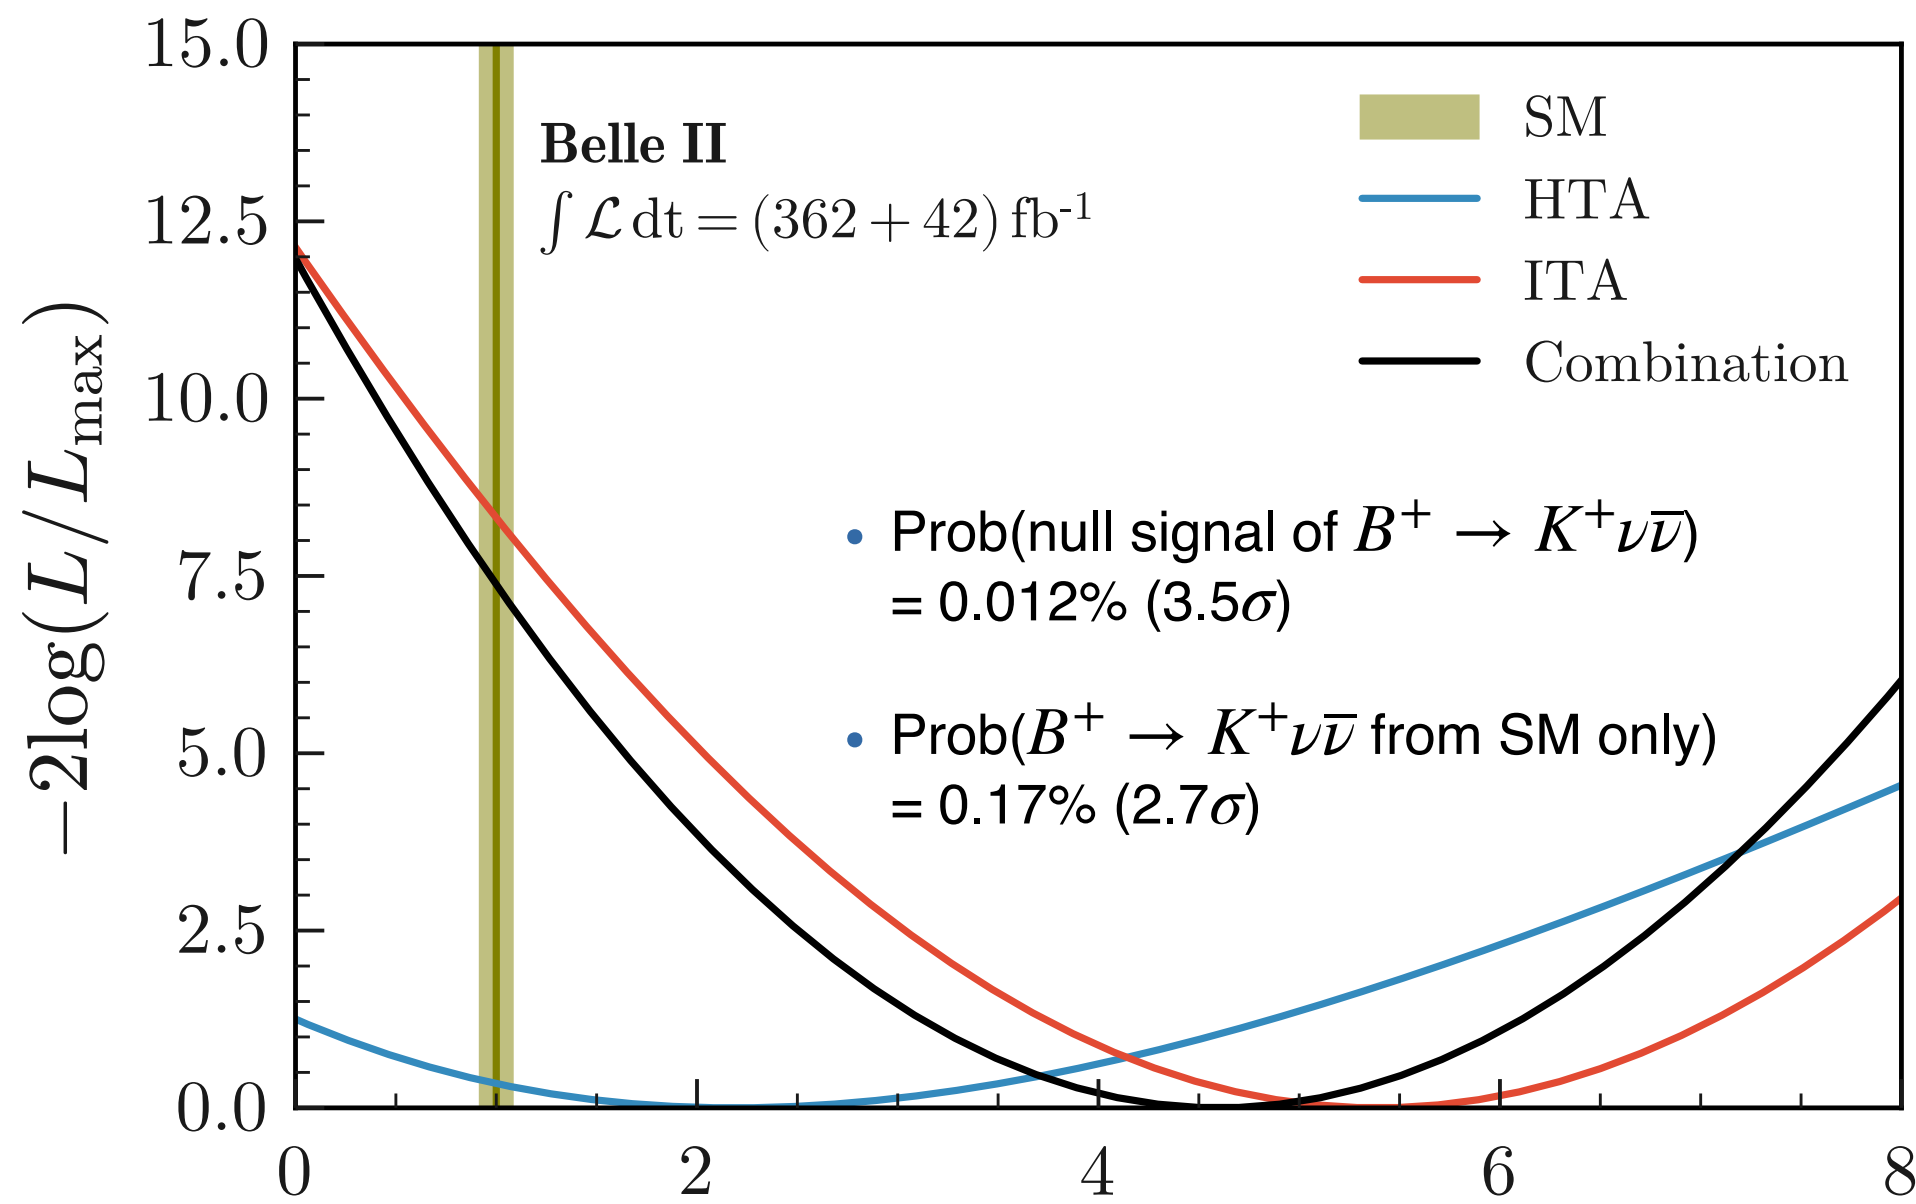 15.0
12.5
10.0
7.5
5.0
2.5
0.0
−2log(L/L_max)
Belle II
∫ ℒ dt = (362 + 42) fb⁻¹
SM
HTA
ITA
Combination
• Prob(null signal of B⁺ → K⁺νν̅)
= 0.012% (3.5σ)
• Prob(B⁺ → K⁺νν̅ from SM only)
= 0.17% (2.7σ)
0 2 4 6 8